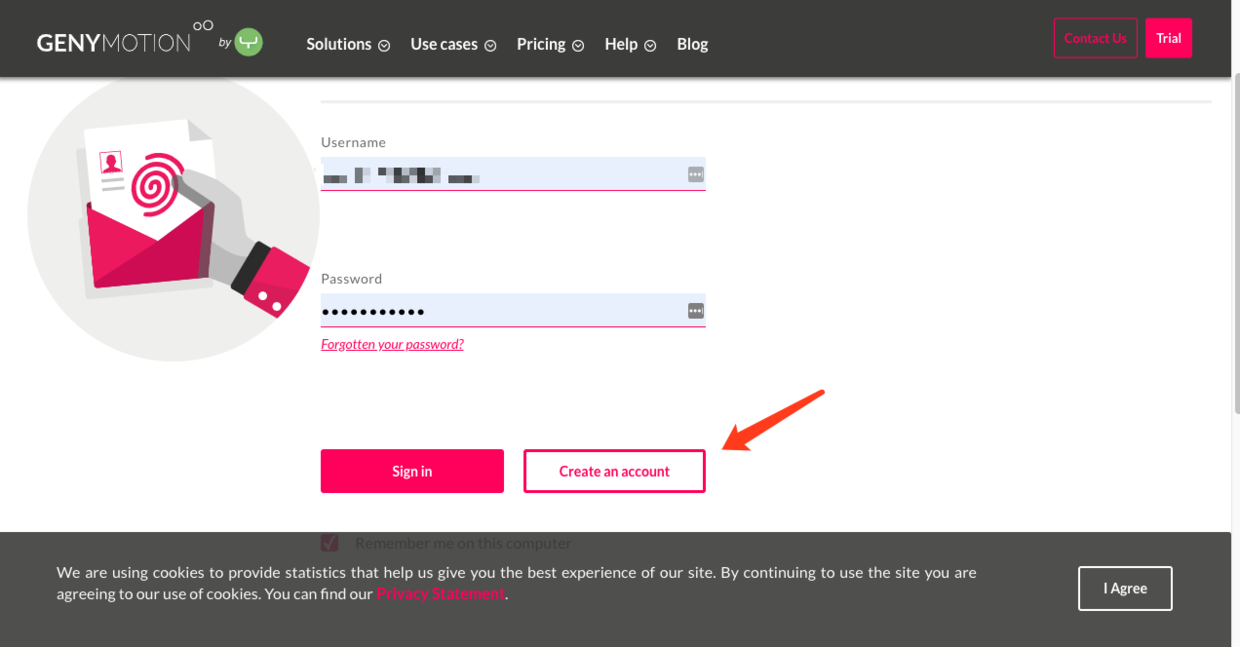 GENYMOTION by
Solutions Use cases Pricing Help Blog
Contact Us Trial
Username
Password
Forgotten your password?
Sign in Create an account
Remember me on this computer
We are using cookies to provide statistics that help us give you the best experience of our site. By continuing to use the site you are
agreeing to our use of cookies. You can find our Privacy Statement.
I Agree